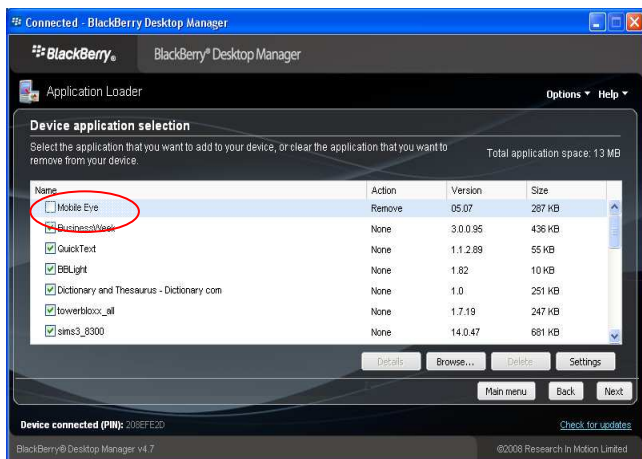 Connected - BlackBerry Desktop Manager
BlackBerry® BlackBerry® Desktop Manager
Application Loader Options Help
Device application selection
Select the application that you want to add to your device, or clear the application that you want to
remove from your device.
Total application space: 13 MB
Name Action Version Size
Mobile Eye Remove 05.07 287 KB
BusinessWeek None 3.0.0.95 436 KB
QuickText None 1.1.2.89 55 KB
BBLight None 1.82 10 KB
Dictionary and Thesaurus - Dictionary com None 1.0 251 KB
towerbloxx_all None 1.7.19 247 KB
sims3_8300 None 14.0.47 681 KB
Details Browse... Delete Settings
Main menu Back Next
Device connected (PIN): 208EFE2D Check for updates
BlackBerry® Desktop Manager v4.7 ©2008 Research In Motion Limited